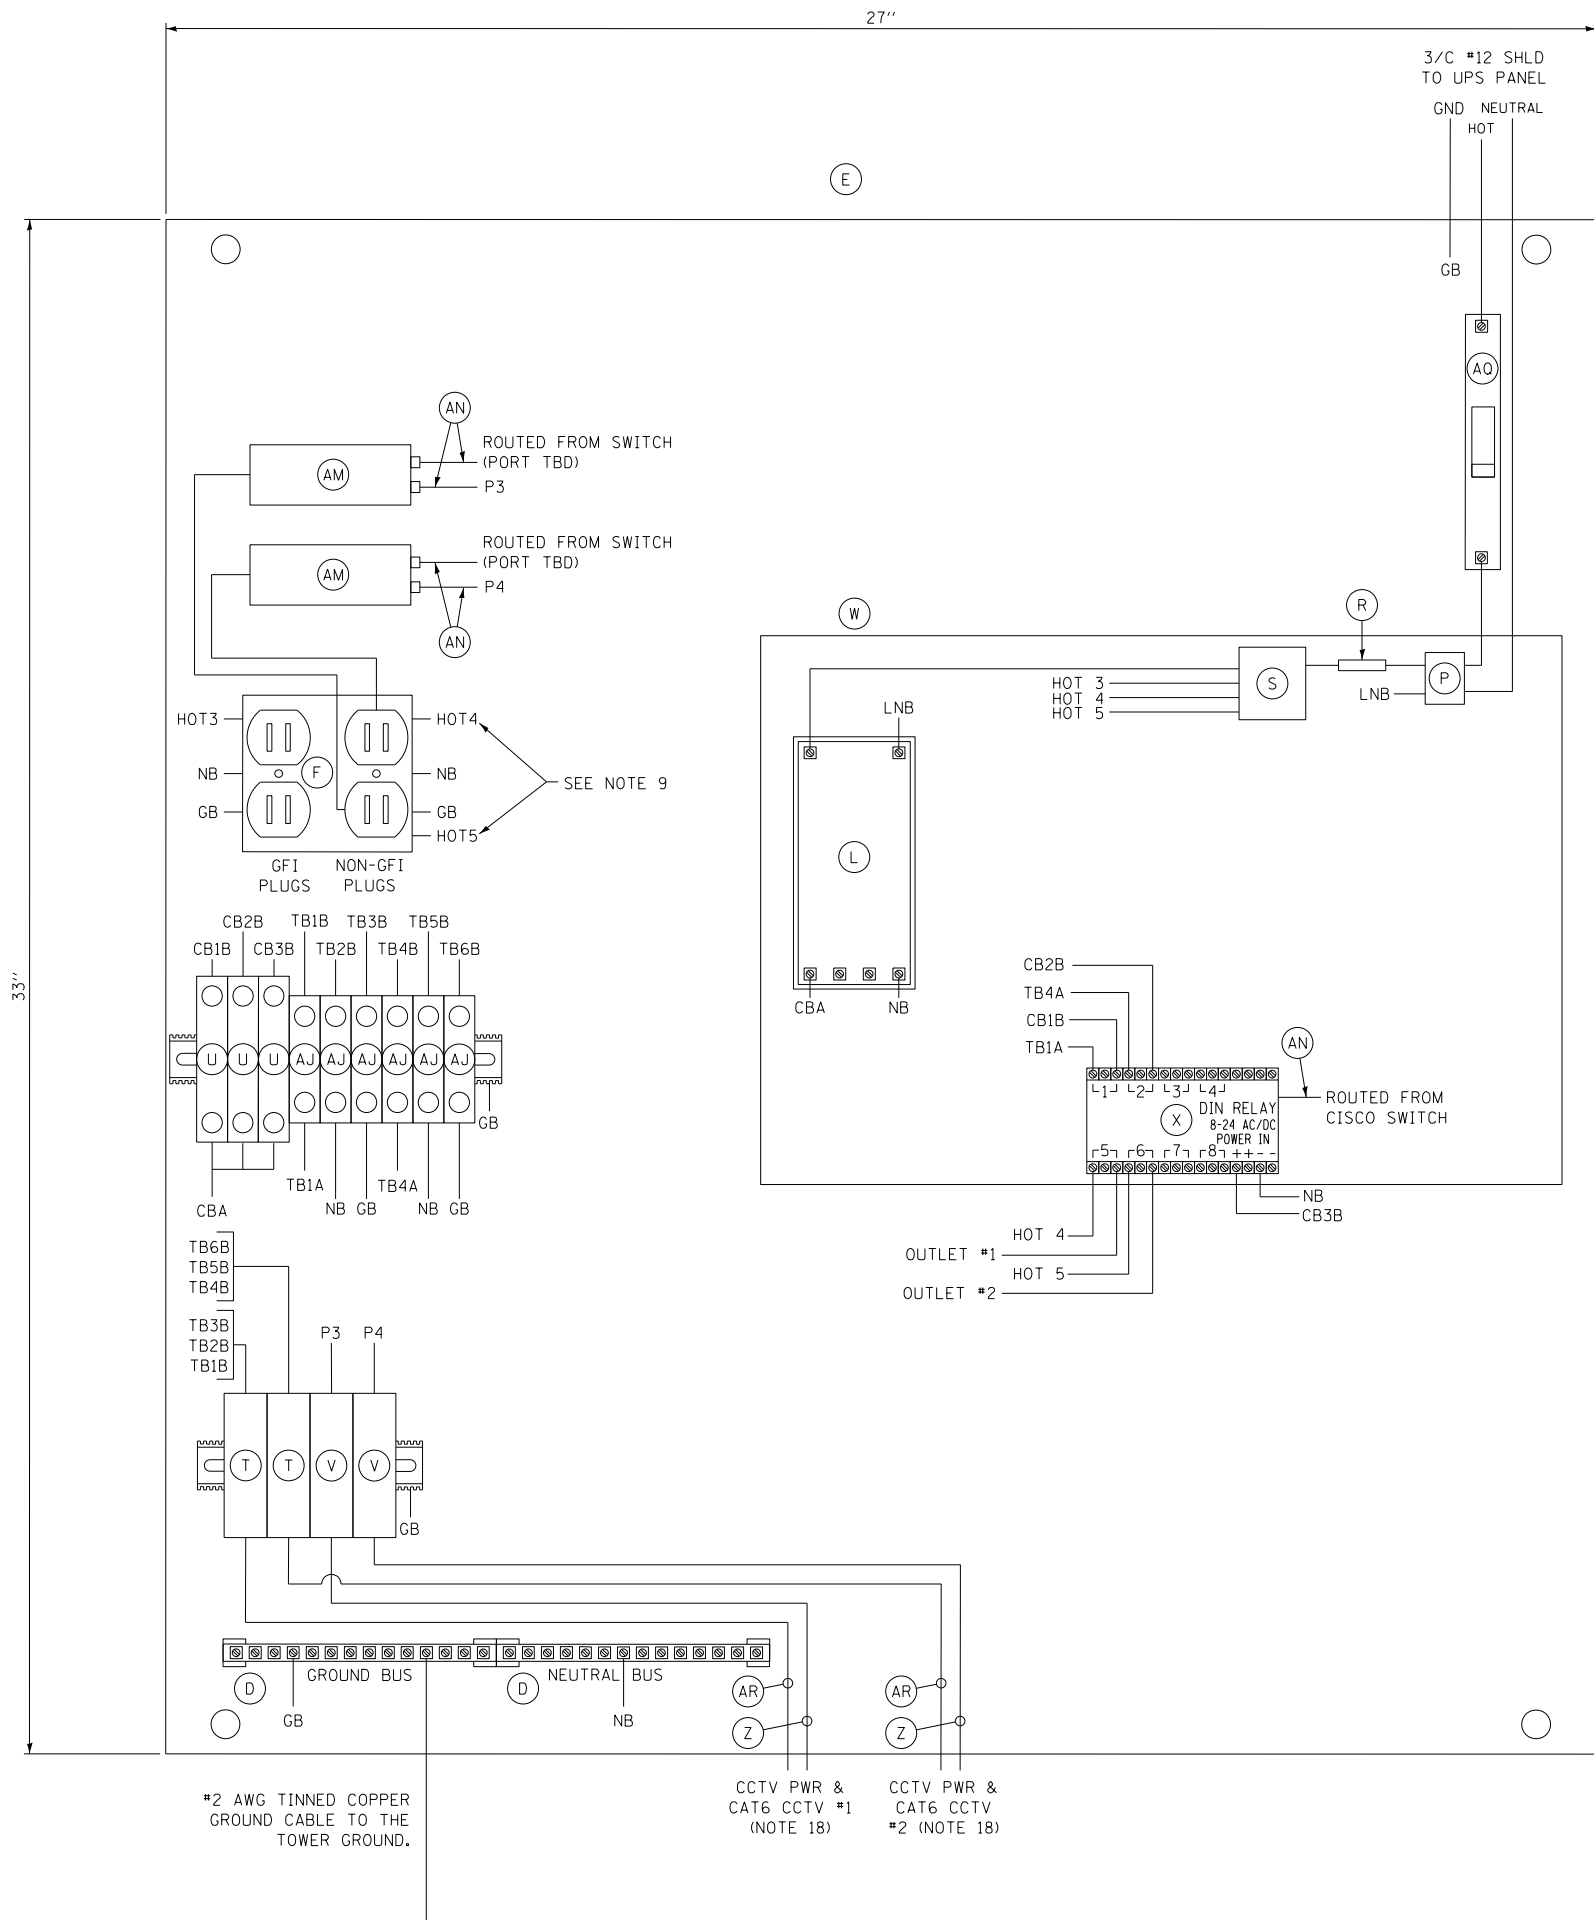 27''
3/C #12 SHLD
TO UPS PANEL
GND NEUTRAL
HOT
E
GB
AQ
33''
AN
ROUTED FROM SWITCH
(PORT TBD)
AM
P3
ROUTED FROM SWITCH
(PORT TBD)
AM
P4
AN
W
R
S
P
HOT 3
HOT 4
HOT 5
LNB
LNB
L
CBA
NB
HOT3
HOT4
NB
F
NB
SEE NOTE 9
GB
GB
HOT5
GFI
PLUGS
NON-GFI
PLUGS
CB2B
TB1B
TB3B
TB5B
CB1B
CB3B
TB2B
TB4B
TB6B
U
U
U
AJ
AJ
AJ
AJ
AJ
AJ
GB
TB1A
TB4A
CBA
NB
GB
NB
GB
CB2B
TB4A
CB1B
TB1A
AN
1
2
3
4
X
DIN RELAY
8-24 AC/DC
POWER IN
5
6
7
8
++--
ROUTED FROM
CISCO SWITCH
NB
CB3B
HOT 4
OUTLET #1
HOT 5
OUTLET #2
TB6B
TB5B
TB4B
TB3B
TB2B
TB1B
P3
P4
T
T
V
V
GB
GROUND BUS
NEUTRAL BUS
D
D
GB
NB
AR
AR
Z
Z
#2 AWG TINNED COPPER
GROUND CABLE TO THE
TOWER GROUND.
CCTV PWR &
CAT6 CCTV #1
(NOTE 18)
CCTV PWR &
CAT6 CCTV
#2 (NOTE 18)